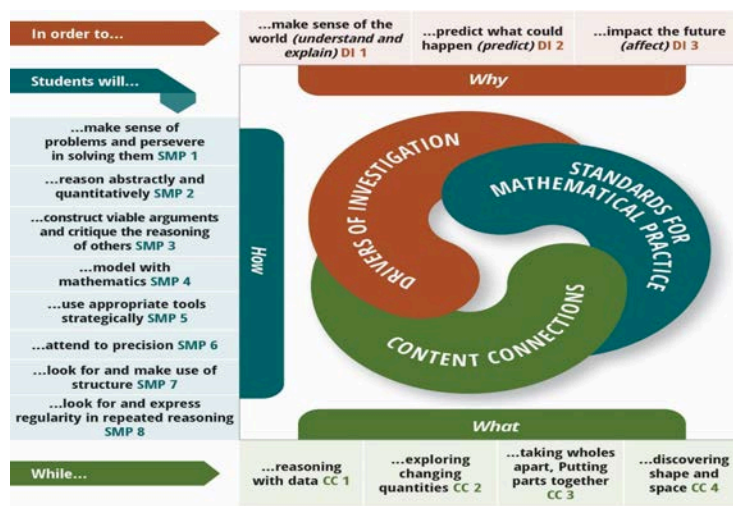 In order to...
...make sense of the
world (understand and
explain) DI 1
...predict what could
happen (predict) DI 2
...impact the future
(affect) DI 3
Students will...
Why
...make sense of
problems and persevere
in solving them SMP 1
...reason abstractly and
quantitatively SMP 2
...construct viable arguments
and critique the reasoning
of others SMP 3
...model with
mathematics SMP 4
...use appropriate tools
strategically SMP 5
...attend to precision SMP 6
...look for and make use of
structure SMP 7
...look for and express
regularity in repeated reasoning
SMP 8
How
DRIVERS OF INVESTIGATION
STANDARDS FOR
MATHEMATICAL PRACTICE
CONTENT CONNECTIONS
What
While...
...reasoning
with data CC 1
...exploring
changing
quantities CC 2
...taking wholes
apart, Putting
parts together
CC 3
...discovering
shape and
space CC 4